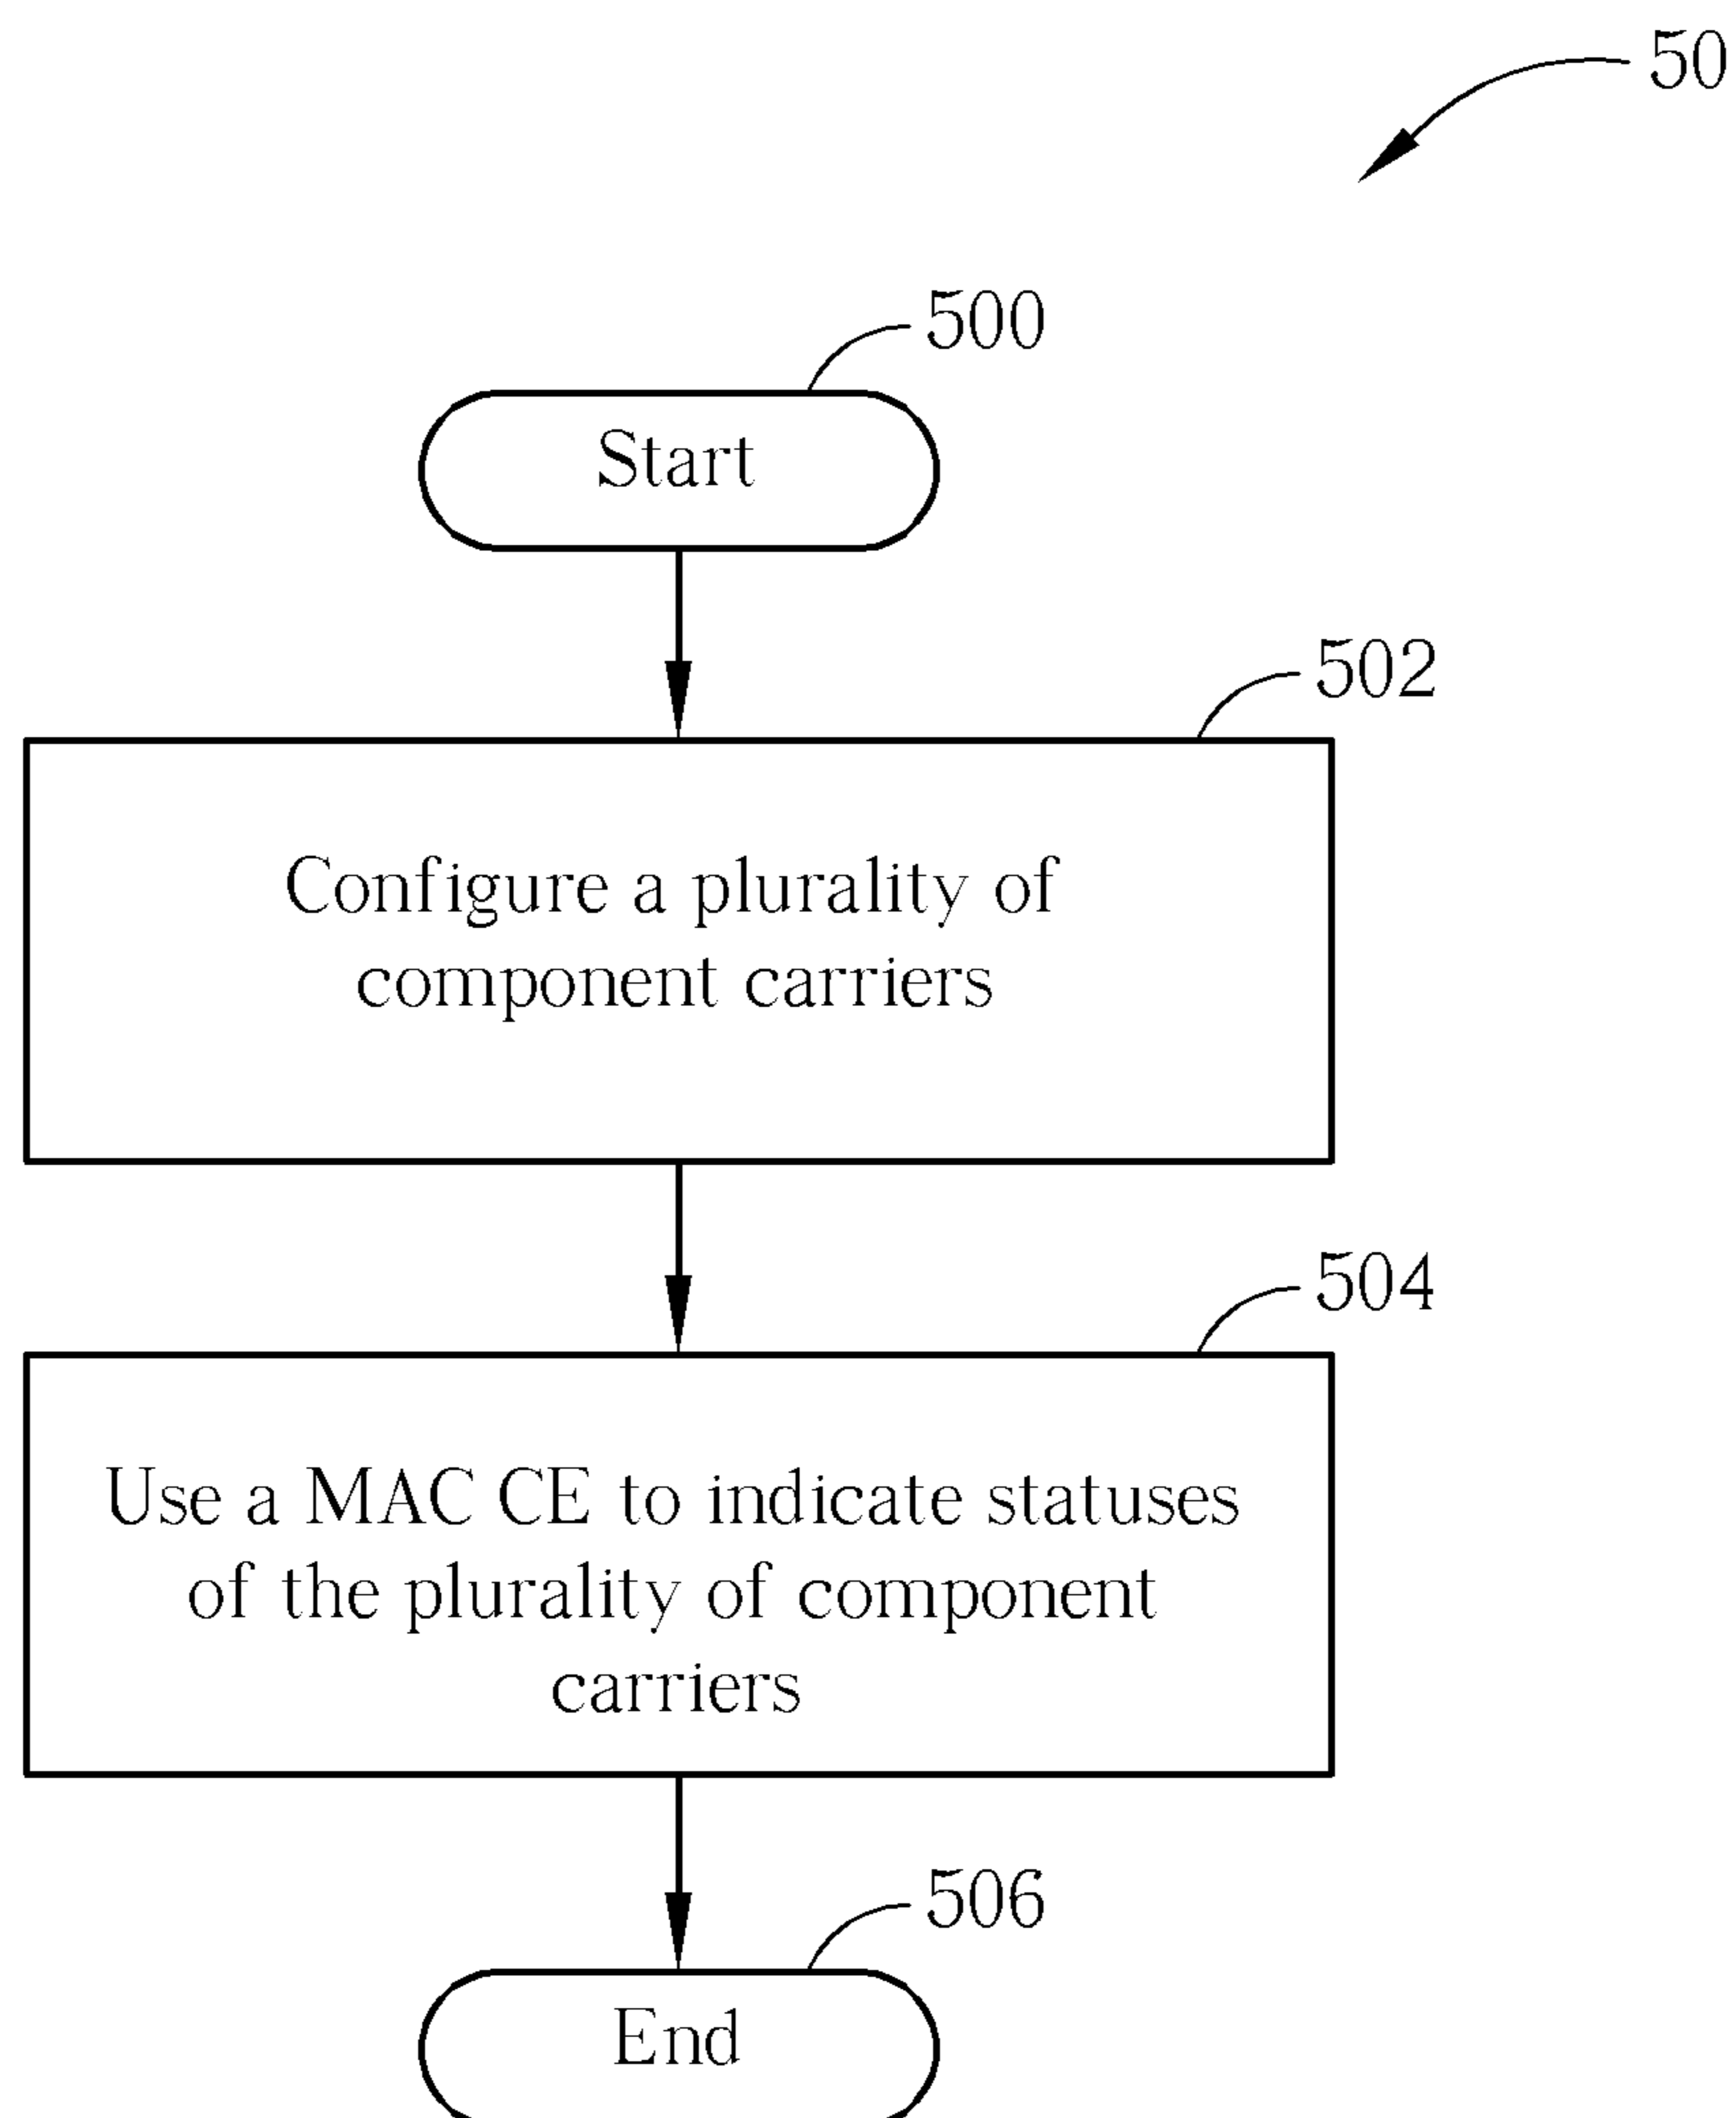 50
500
Start
502
Configure a plurality of
component carriers
504
Use a MAC CE to indicate statuses
of the plurality of component
carriers
506
End